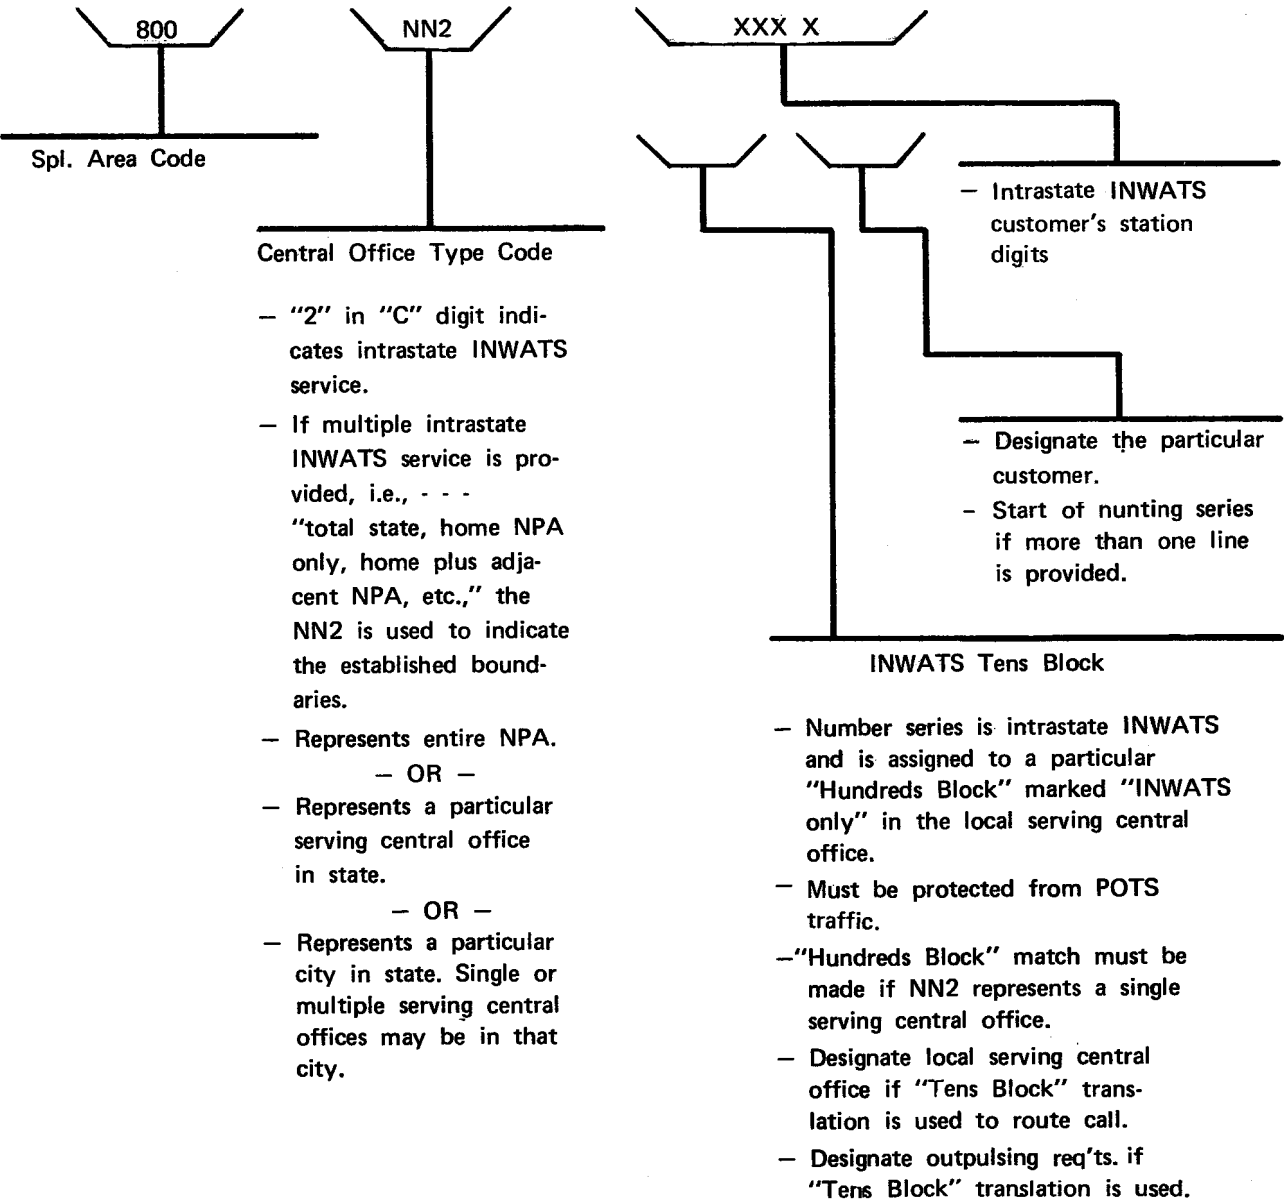 800
NN2
XXX X
Spl. Area Code
Central Office Type Code
— "2" in "C" digit indi-
cates intrastate INWATS
service.
— If multiple intrastate
INWATS service is pro-
vided, i.e., - - -
"total state, home NPA
only, home plus adja-
cent NPA, etc.," the
NN2 is used to indicate
the established bound-
aries.
— Represents entire NPA.
— OR —
— Represents a particular
serving central office
in state.
— OR —
— Represents a particular
city in state. Single or
multiple serving central
offices may be in that
city.
— Intrastate INWATS
customer's station
digits
— Designate the particular
customer.
— Start of nunting series
if more than one line
is provided.
INWATS Tens Block
— Number series is intrastate INWATS
and is assigned to a particular
"Hundreds Block" marked "INWATS
only" in the local serving central
office.
— Must be protected from POTS
traffic.
—"Hundreds Block" match must be
made if NN2 represents a single
serving central office.
— Designate local serving central
office if "Tens Block" trans-
lation is used to route call.
— Designate outpulsing req'ts. if
"Tens Block" translation is used.